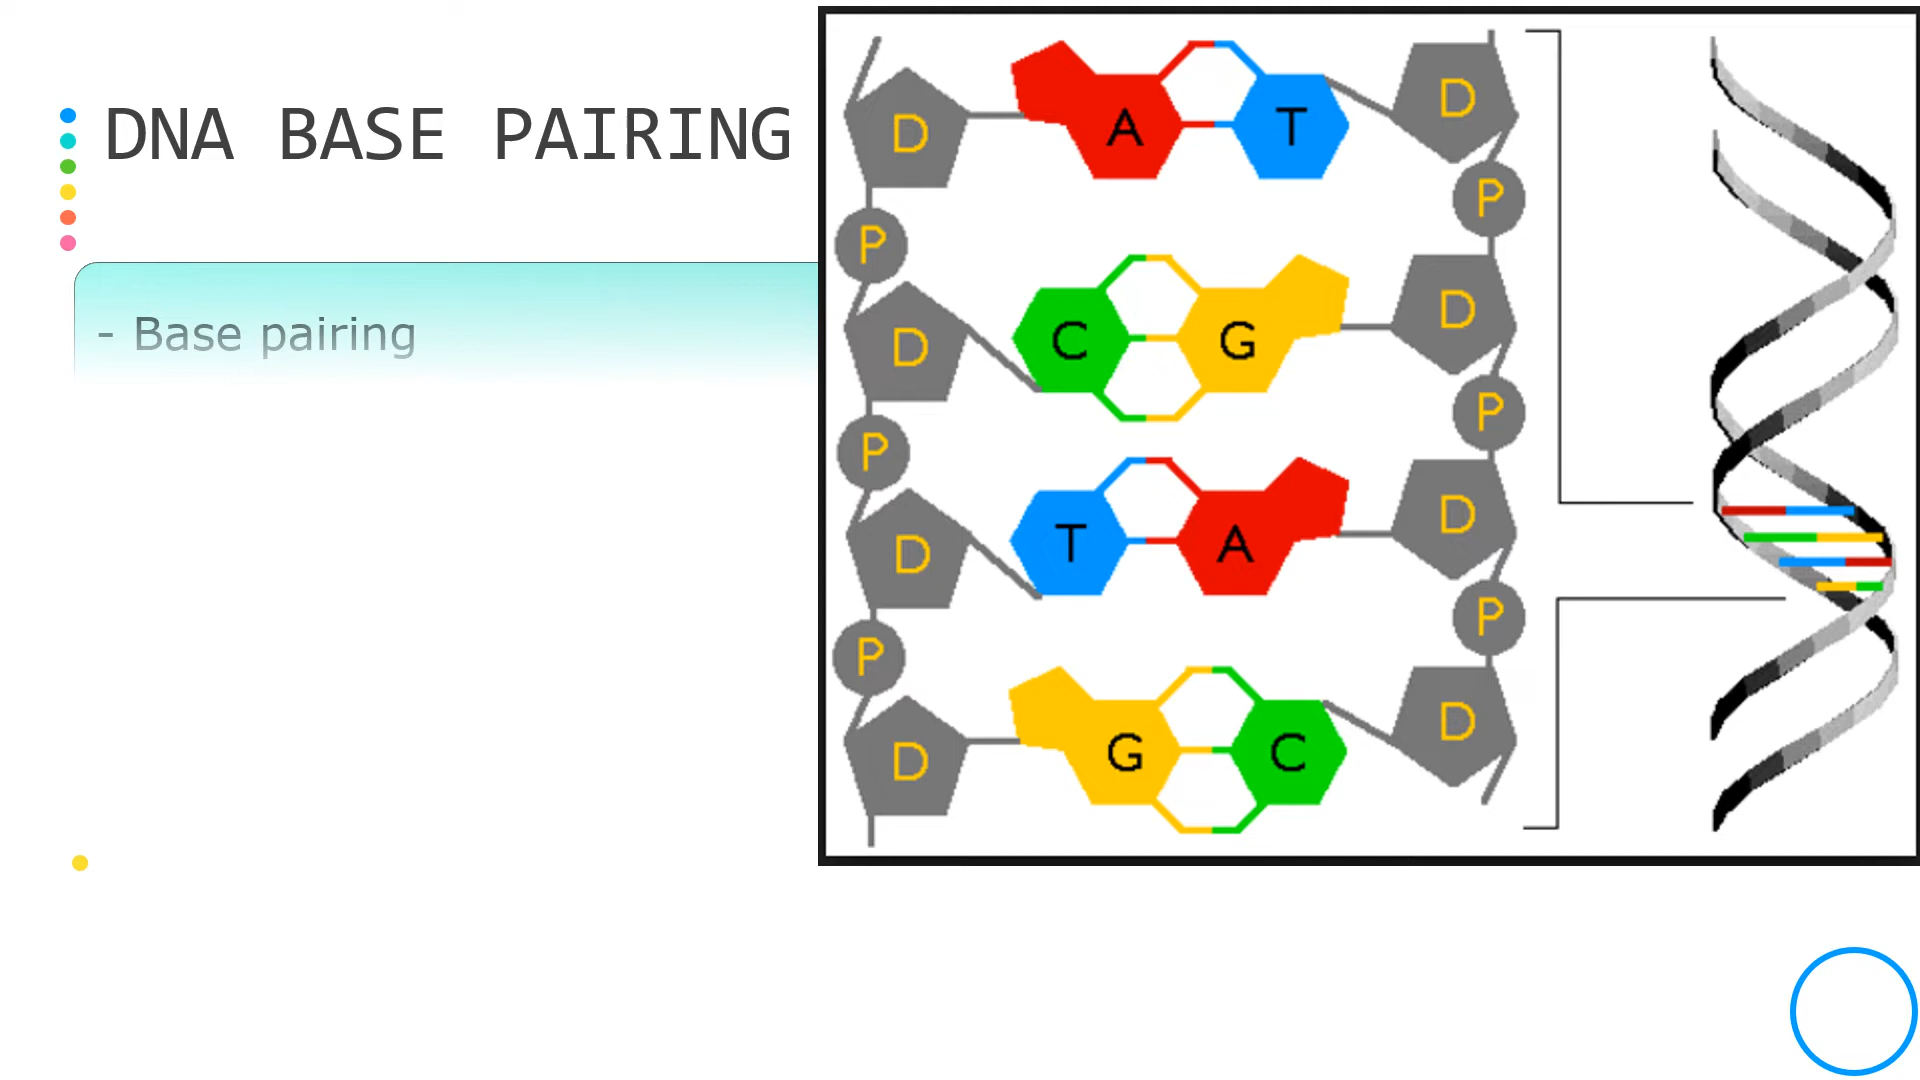 DNA BASE PAIRING
- Base pairing
D A T D
P P
D C G D
P P
D T A D
P P
D G C D